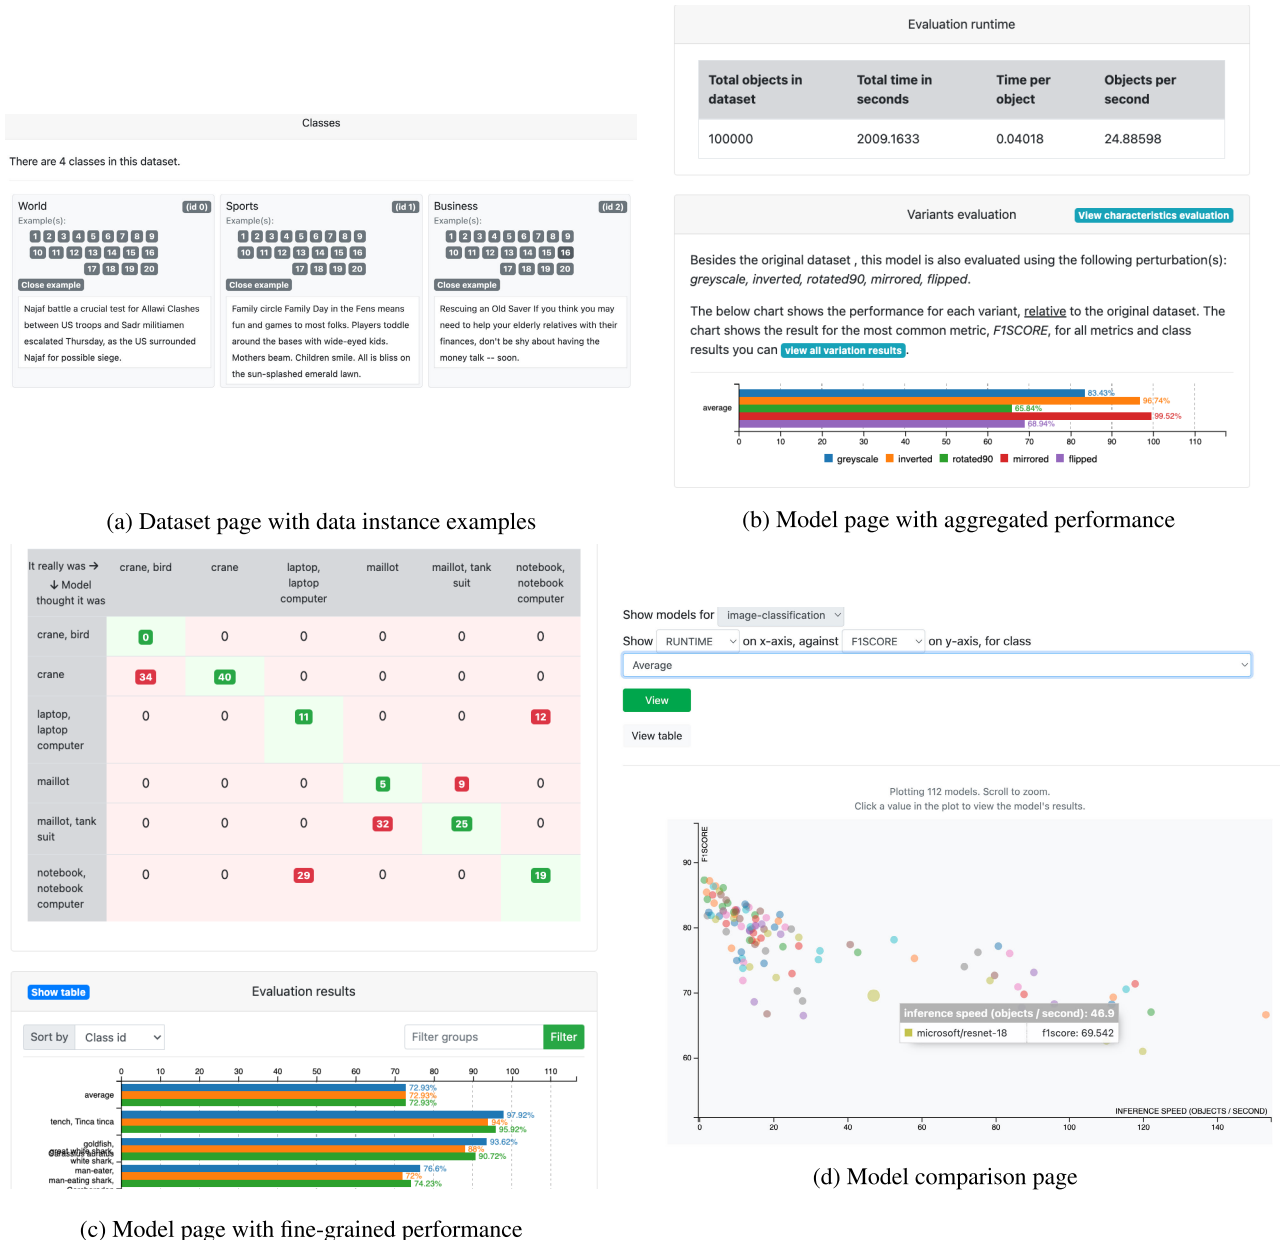 Classes
There are 4 classes in this dataset.
World (id 0)
Example(s):
1 2 3 4 5 6 7 8 9
10 11 12 13 14 15 16
17 18 19 20
Close example
Najaf battle a crucial test for Allawi Clashes
between US troops and Sadr militiamen
escalated Thursday, as the US surrounded
Najaf for possible siege.
Sports (id 1)
Example(s):
1 2 3 4 5 6 7 8 9
10 11 12 13 14 15 16
17 18 19 20
Close example
Family circle Family Day in the Fens means
fun and games to most folks. Players toddle
around the bases with wide-eyed kids.
Mothers beam. Children smile. All is bliss on
the sun-splashed emerald lawn.
Business (id 2)
Example(s):
1 2 3 4 5 6 7 8 9
10 11 12 13 14 15 16
17 18 19 20
Close example
Rescuing an Old Saver If you think you may
need to help your elderly relatives with their
finances, don't be shy about having the
money talk -- soon.
(a) Dataset page with data instance examples
Evaluation runtime
Total objects in dataset Total time in seconds Time per object Objects per second
100000 2009.1633 0.04018 24.88598
Variants evaluation View characteristics evaluation
Besides the original dataset , this model is also evaluated using the following perturbation(s):
greyscale, inverted, rotated90, mirrored, flipped.
The below chart shows the performance for each variant, relative to the original dataset. The
chart shows the result for the most common metric, F1SCORE, for all metrics and class
results you can view all variation results.
83.43%
96.74%
average 65.84%
99.52%
68.94%
0 10 20 30 40 50 60 70 80 90 100 110
greyscale inverted rotated90 mirrored flipped
(b) Model page with aggregated performance
It really was → crane, bird crane laptop, laptop computer maillot maillot, tank suit notebook, notebook computer
↓ Model thought it was
crane, bird 0 0 0 0 0 0
crane 34 40 0 0 0 0
laptop, laptop computer 0 0 11 0 0 12
maillot 0 0 0 5 9 0
maillot, tank suit 0 0 0 32 25 0
notebook, notebook computer 0 0 29 0 0 19
Show table Evaluation results
Sort by Class id Filter groups Filter
0 10 20 30 40 50 60 70 80 90 100 110
average 72.93% 72.93% 72.93%
tench, Tinca tinca 97.92% 94% 95.92%
goldfish, 93.62% 88% 90.72%
great white shark,
white shark,
man-eater, 76.6% 72%
man-eating shark, 74.23%
(c) Model page with fine-grained performance
Show models for image-classification
Show RUNTIME on x-axis, against F1SCORE on y-axis, for class
Average
View
View table
Plotting 112 models. Scroll to zoom.
Click a value in the plot to view the model's results.
F1SCORE
90
80
70
60
inference speed (objects / second): 46.9
microsoft/resnet-18 f1score: 69.542
INFERENCE SPEED (OBJECTS / SECOND)
0 20 40 60 80 100 120 140
(d) Model comparison page